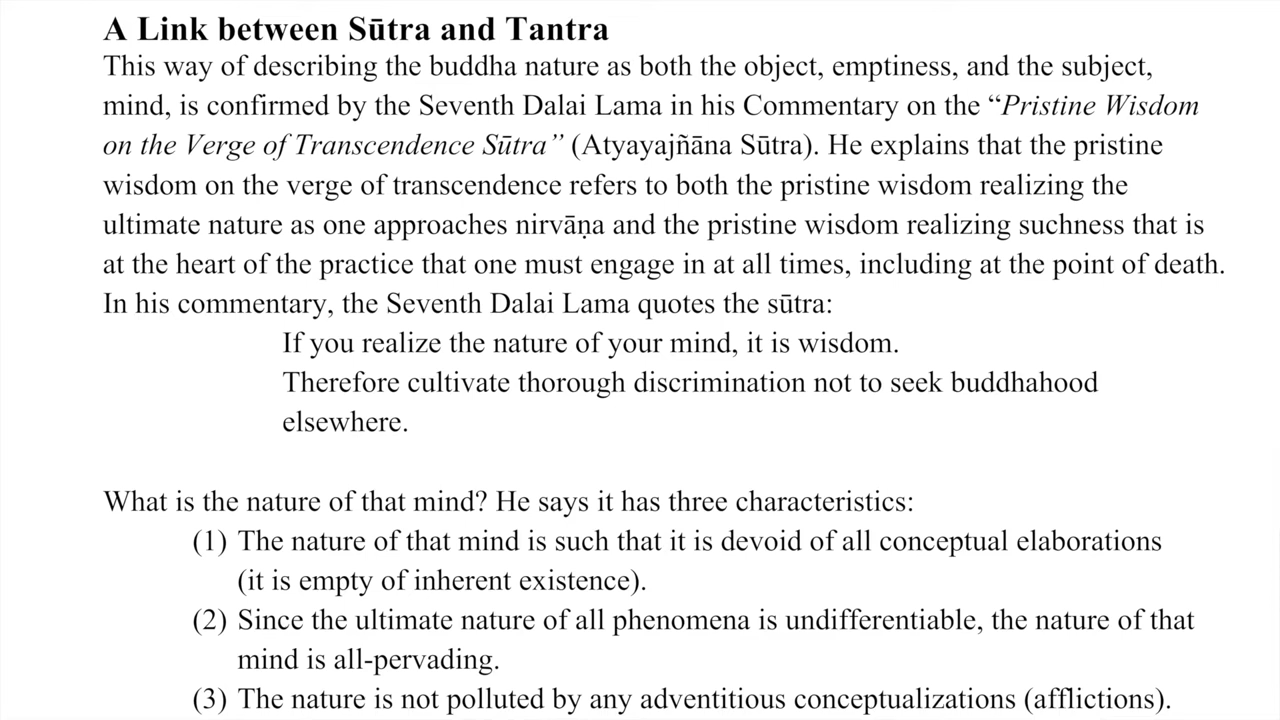 A Link between Sūtra and Tantra
This way of describing the buddha nature as both the object, emptiness, and the subject,
mind, is confirmed by the Seventh Dalai Lama in his Commentary on the “Pristine Wisdom
on the Verge of Transcendence Sūtra” (Atyayajñāna Sūtra). He explains that the pristine
wisdom on the verge of transcendence refers to both the pristine wisdom realizing the
ultimate nature as one approaches nirvāṇa and the pristine wisdom realizing suchness that is
at the heart of the practice that one must engage in at all times, including at the point of death.
In his commentary, the Seventh Dalai Lama quotes the sūtra:
If you realize the nature of your mind, it is wisdom.
Therefore cultivate thorough discrimination not to seek buddhahood
elsewhere.
What is the nature of that mind? He says it has three characteristics:
(1) The nature of that mind is such that it is devoid of all conceptual elaborations
(it is empty of inherent existence).
(2) Since the ultimate nature of all phenomena is undifferentiable, the nature of that
mind is all-pervading.
(3) The nature is not polluted by any adventitious conceptualizations (afflictions).